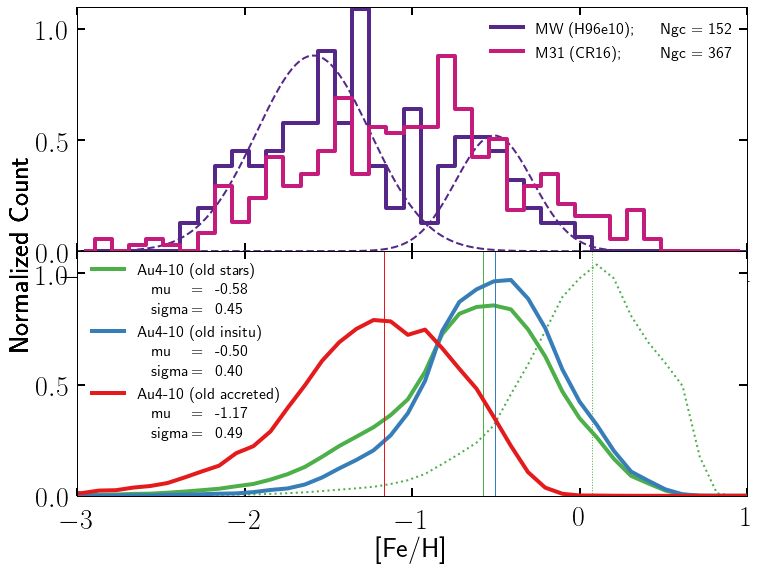 MW (H96e10); Ngc = 152
M31 (CR16); Ngc = 367
1.0
0.5
0.0
Normalized Count
Au4-10 (old stars)
mu = -0.58
sigma = 0.45
Au4-10 (old insitu)
mu = -0.50
sigma = 0.40
Au4-10 (old accreted)
mu = -1.17
sigma = 0.49
1.0
0.5
0.0
−3 −2 −1 0 1
[Fe/H]